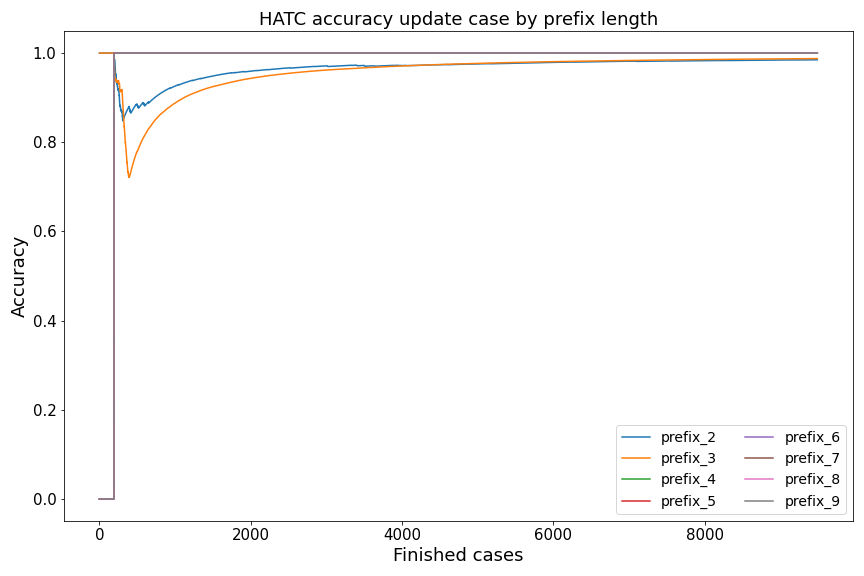 HATC accuracy update case by prefix length
Accuracy
1.0
0.8
0.6
0.4
0.2
0.0
0
2000
4000
6000
8000
Finished cases
prefix_2
prefix_3
prefix_4
prefix_5
prefix_6
prefix_7
prefix_8
prefix_9